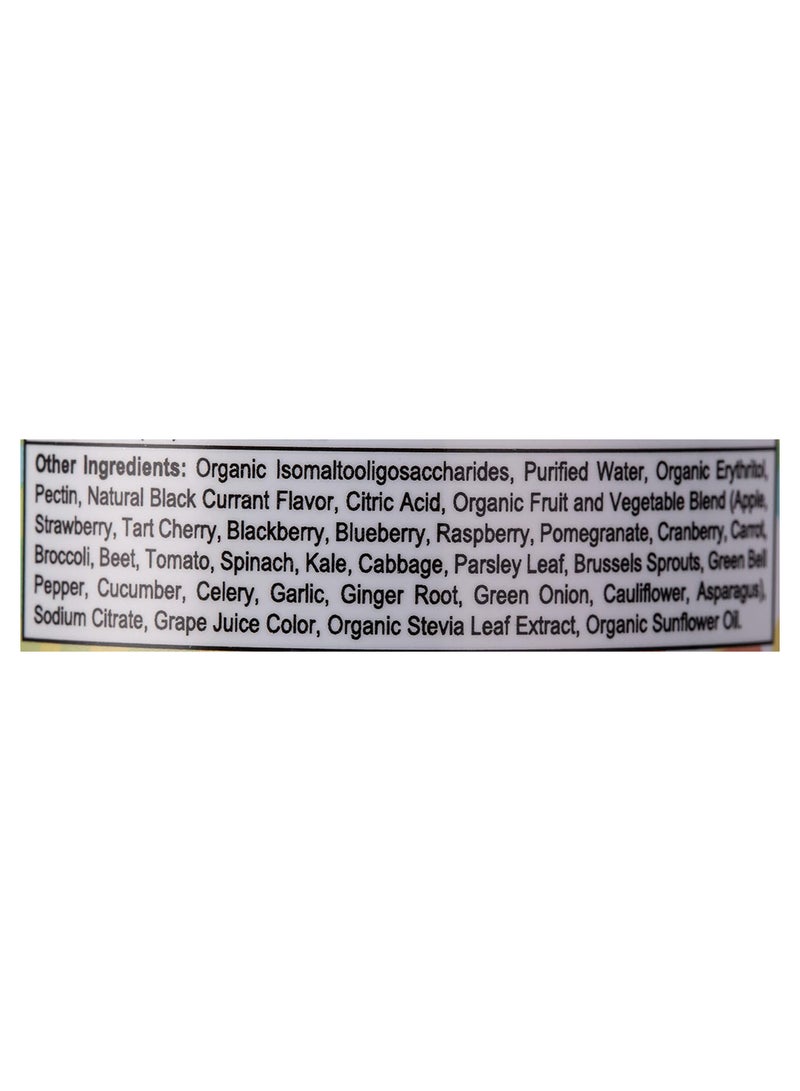 Other Ingredients: Organic Isomaltooligosaccharides, Purified Water, Organic Erythritol,
Pectin, Natural Black Currant Flavor, Citric Acid, Organic Fruit and Vegetable Blend (Apple,
Strawberry, Tart Cherry, Blackberry, Blueberry, Raspberry, Pomegranate, Cranberry, Carrot,
Broccoli, Beet, Tomato, Spinach, Kale, Cabbage, Parsley Leaf, Brussels Sprouts, Green Bell
Pepper, Cucumber, Celery, Garlic, Ginger Root, Green Onion, Cauliflower, Asparagus),
Sodium Citrate, Grape Juice Color, Organic Stevia Leaf Extract, Organic Sunflower Oil.